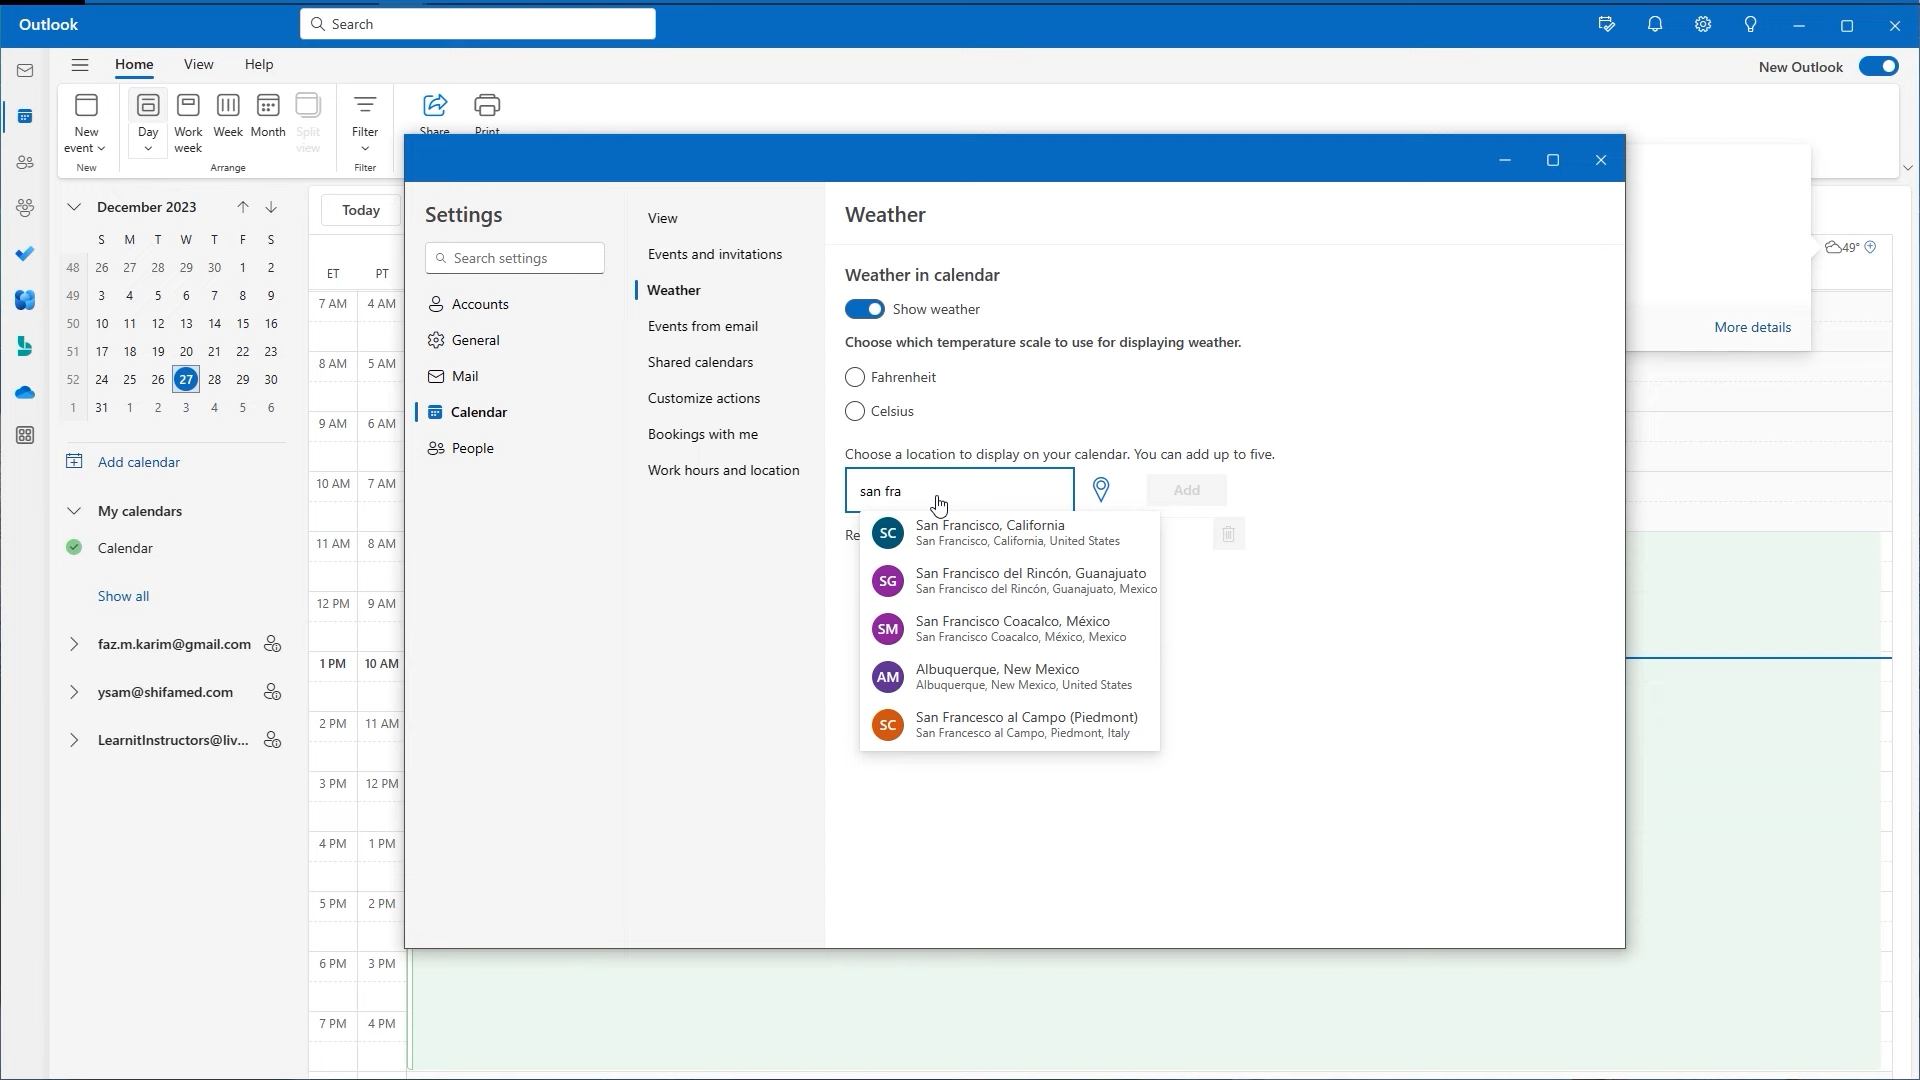 Outlook
Search
Home View Help
New Outlook
New event
Day
Work week
Week
Month
Split view
Filter
Share
Print
New
Arrange
Filter
December 2023
S M T W T F S
48 26 27 28 29 30 1 2
49 3 4 5 6 7 8 9
50 10 11 12 13 14 15 16
51 17 18 19 20 21 22 23
52 24 25 26 27 28 29 30
1 31 1 2 3 4 5 6
Add calendar
My calendars
Calendar
Show all
faz.m.karim@gmail.com
ysam@shifamed.com
LearnitInstructors@liv...
Today
ET PT
7 AM 4 AM
8 AM 5 AM
9 AM 6 AM
10 AM 7 AM
11 AM 8 AM
12 PM 9 AM
1 PM 10 AM
2 PM 11 AM
3 PM 12 PM
4 PM 1 PM
5 PM 2 PM
6 PM 3 PM
7 PM 4 PM
Settings
Search settings
Accounts
General
Mail
Calendar
People
View
Events and invitations
Weather
Events from email
Shared calendars
Customize actions
Bookings with me
Work hours and location
Weather
Weather in calendar
Show weather
Choose which temperature scale to use for displaying weather.
Fahrenheit
Celsius
Choose a location to display on your calendar. You can add up to five.
san fra
Add
Re
SC San Francisco, California
San Francisco, California, United States
SG San Francisco del Rincón, Guanajuato
San Francisco del Rincón, Guanajuato, Mexico
SM San Francisco Coacalco, México
San Francisco Coacalco, México, Mexico
AM Albuquerque, New Mexico
Albuquerque, New Mexico, United States
SC San Francesco al Campo (Piedmont)
San Francesco al Campo, Piedmont, Italy
49°
More details